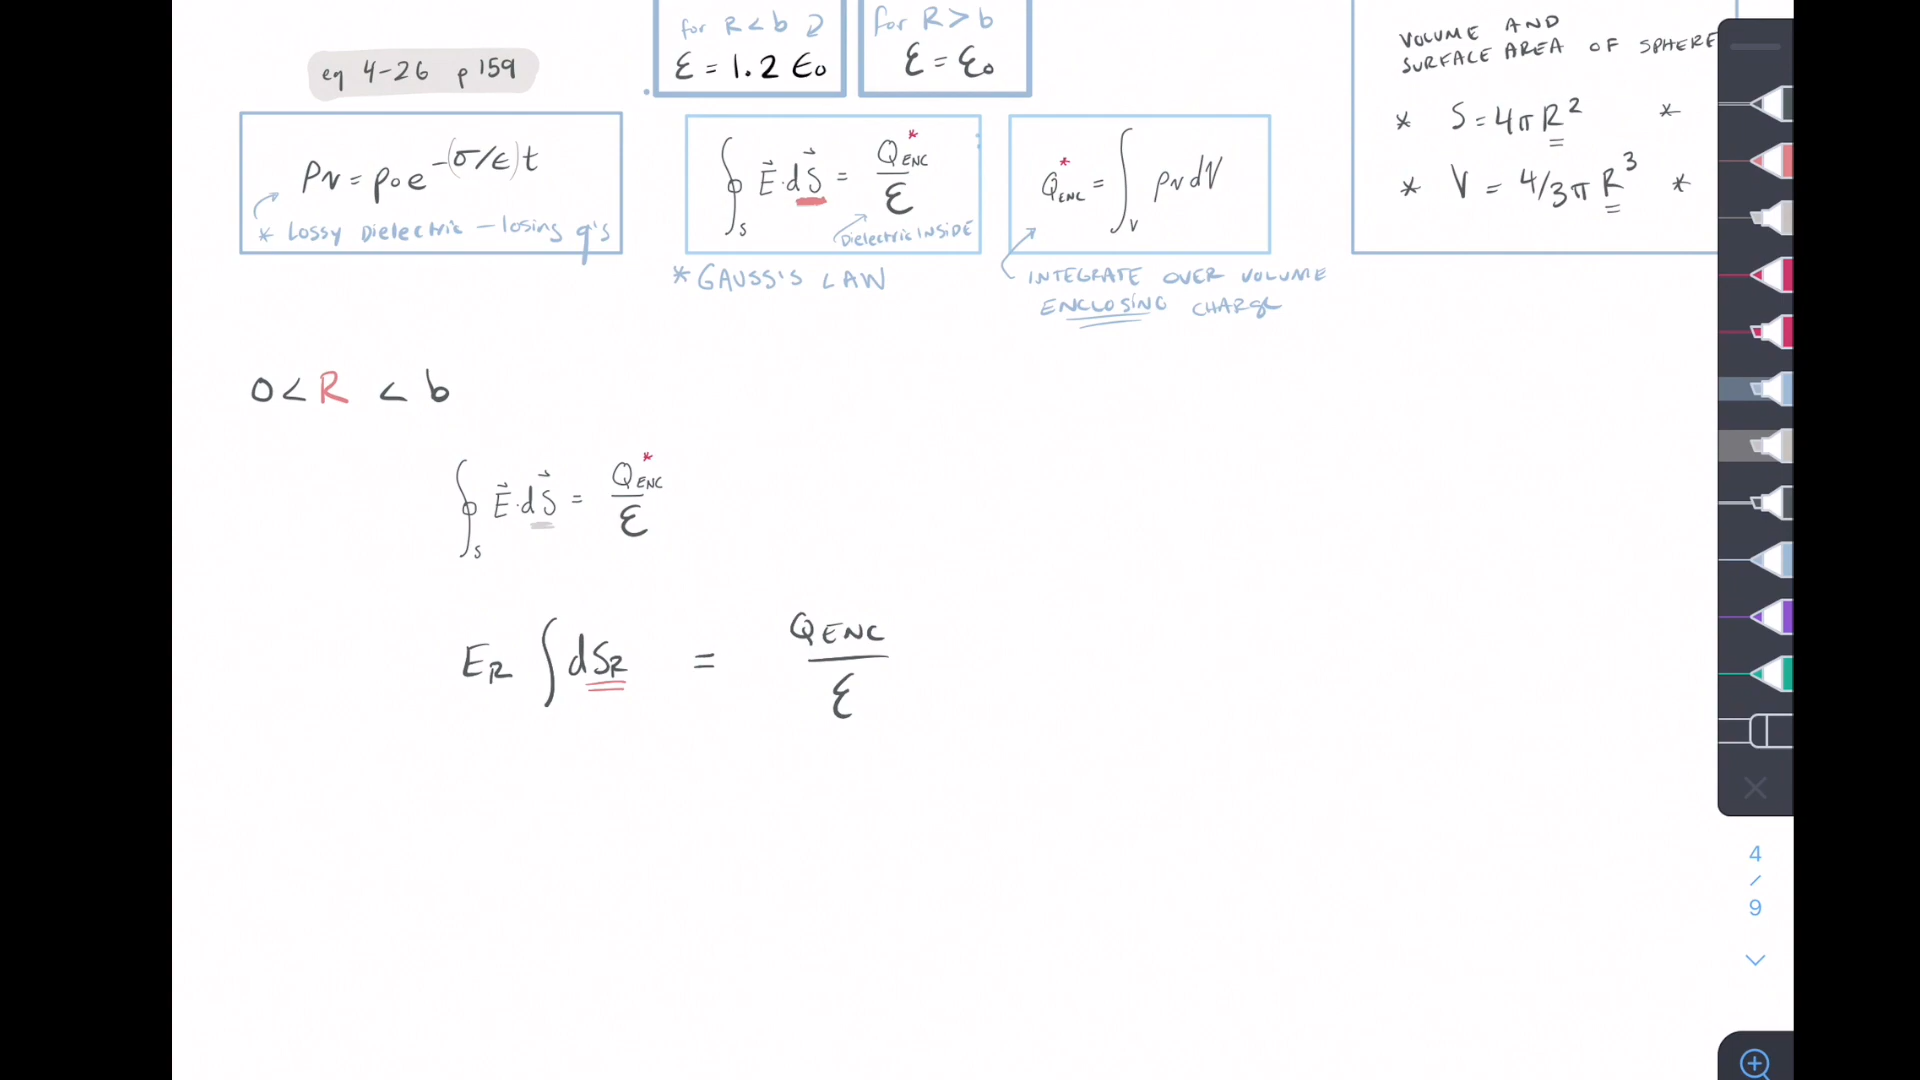 for R < b
ε = 1.2 ε₀
for R > b
ε = ε₀
VOLUME AND
SURFACE AREA OF SPHERE
* S = 4πR² *
* V = 4/3πR³ *
eq 4-26 p159
ρv = ρ₀e^-(σ/ε)t
* Lossy Dielectric - losing q's
∮s E⃗·dS⃗ = Q*ENC / ε
Dielectric INSIDE
* GAUSS'S LAW
Q*ENC = ∫v ρv dV
INTEGRATE OVER VOLUME
ENCLOSING CHARGE
0 < R < b
∮s E⃗·dS⃗ = Q*ENC / ε
ER ∫dSR = QENC / ε
4
/
9